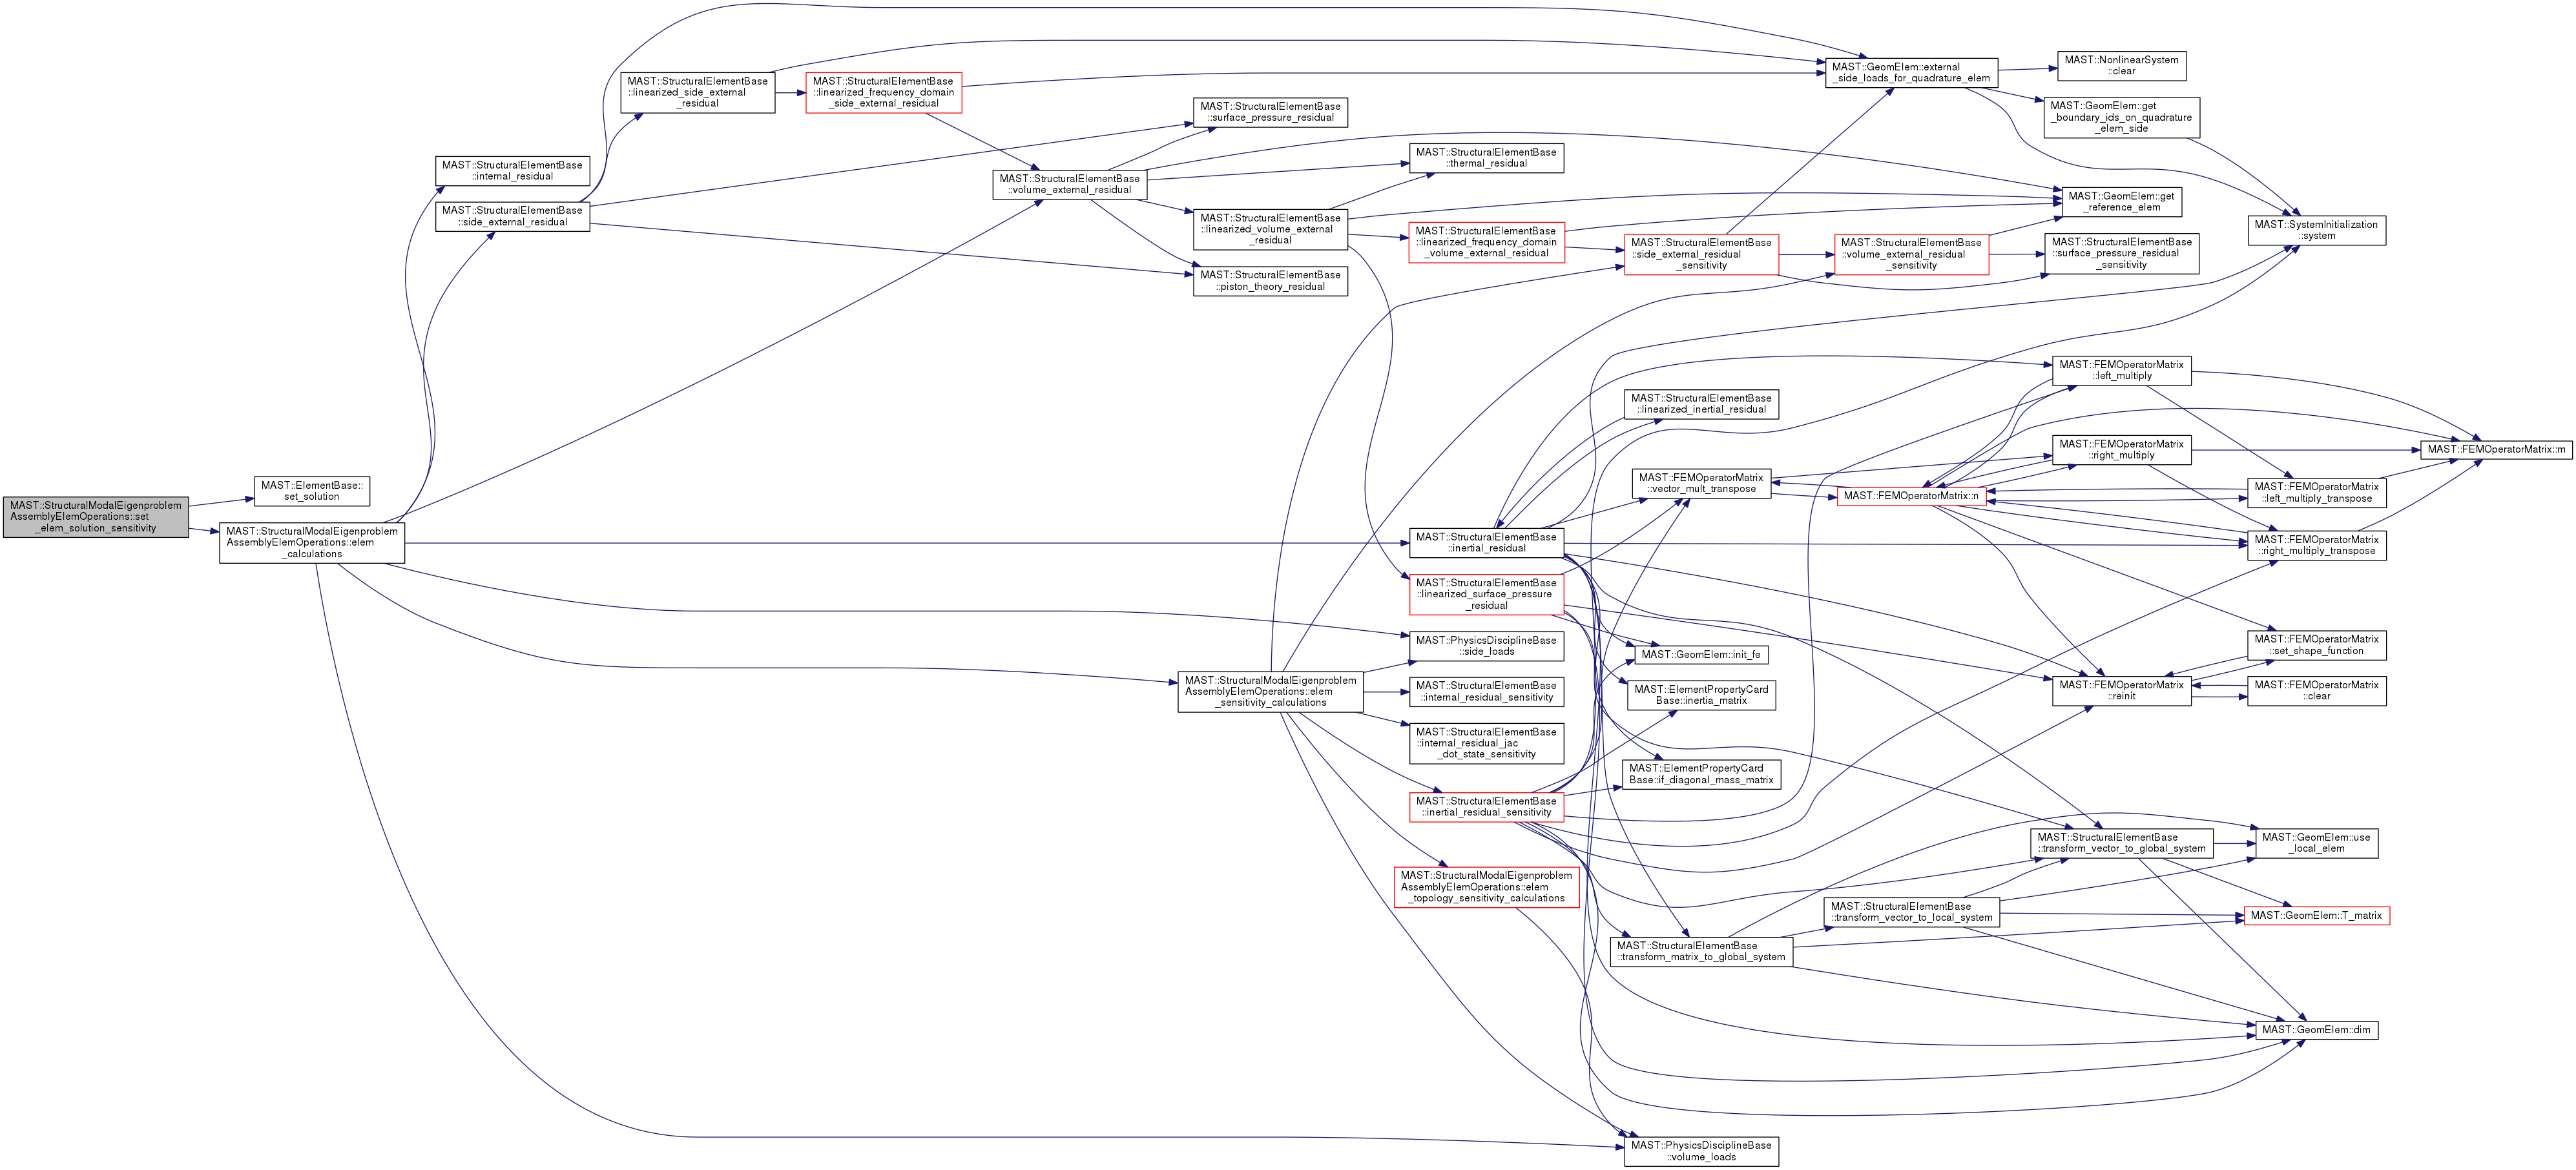 MAST::StructuralModalEigenproblem
AssemblyElemOperations::set
_elem_solution_sensitivity
MAST::ElementBase::
set_solution
MAST::StructuralModalEigenproblem
AssemblyElemOperations::elem
_calculations
MAST::StructuralElementBase
::internal_residual
MAST::StructuralElementBase
::side_external_residual
MAST::StructuralElementBase
::linearized_side_external
_residual
MAST::StructuralElementBase
::linearized_frequency_domain
_side_external_residual
MAST::StructuralElementBase
::volume_external_residual
MAST::StructuralElementBase
::surface_pressure_residual
MAST::StructuralElementBase
::linearized_volume_external
_residual
MAST::StructuralElementBase
::piston_theory_residual
MAST::StructuralModalEigenproblem
AssemblyElemOperations::elem
_sensitivity_calculations
MAST::StructuralElementBase
::thermal_residual
MAST::StructuralElementBase
::linearized_frequency_domain
_volume_external_residual
MAST::StructuralElementBase
::inertial_residual
MAST::StructuralElementBase
::linearized_surface_pressure
_residual
MAST::PhysicsDisciplineBase
::side_loads
MAST::StructuralElementBase
::internal_residual_sensitivity
MAST::StructuralElementBase
::internal_residual_jac
_dot_state_sensitivity
MAST::StructuralElementBase
::inertial_residual_sensitivity
MAST::StructuralModalEigenproblem
AssemblyElemOperations::elem
_topology_sensitivity_calculations
MAST::StructuralElementBase
::side_external_residual
_sensitivity
MAST::StructuralElementBase
::linearized_inertial_residual
MAST::FEMOperatorMatrix
::vector_mult_transpose
MAST::GeomElem::init_fe
MAST::ElementPropertyCard
Base::inertia_matrix
MAST::ElementPropertyCard
Base::if_diagonal_mass_matrix
MAST::StructuralElementBase
::transform_matrix_to_global_system
MAST::PhysicsDisciplineBase
::volume_loads
MAST::GeomElem::external
_side_loads_for_quadrature_elem
MAST::StructuralElementBase
::volume_external_residual
_sensitivity
MAST::FEMOperatorMatrix::n
MAST::StructuralElementBase
::transform_vector_to_local_system
MAST::NonlinearSystem
::clear
MAST::GeomElem::get
_boundary_ids_on_quadrature
_elem_side
MAST::GeomElem::get
_reference_elem
MAST::StructuralElementBase
::surface_pressure_residual
_sensitivity
MAST::FEMOperatorMatrix
::left_multiply
MAST::FEMOperatorMatrix
::right_multiply
MAST::FEMOperatorMatrix
::reinit
MAST::StructuralElementBase
::transform_vector_to_global_system
MAST::SystemInitialization
::system
MAST::FEMOperatorMatrix
::left_multiply_transpose
MAST::FEMOperatorMatrix
::right_multiply_transpose
MAST::FEMOperatorMatrix
::set_shape_function
MAST::FEMOperatorMatrix
::clear
MAST::GeomElem::use
_local_elem
MAST::GeomElem::T_matrix
MAST::GeomElem::dim
MAST::FEMOperatorMatrix::m